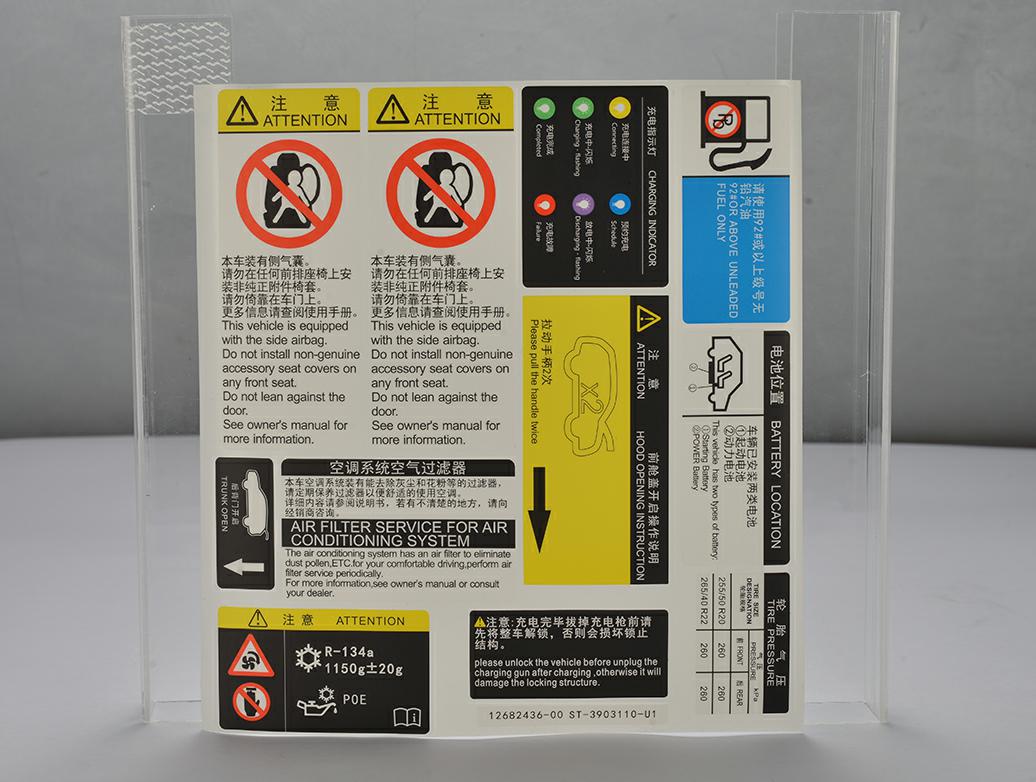 注 意
ATTENTION
本车装有侧气囊。
请勿在任何前排座椅上安
装非纯正附件椅套。
请勿倚靠在车门上。
更多信息请查阅使用手册。
This vehicle is equipped
with the side airbag.
Do not install non-genuine
accessory seat covers on
any front seat.
Do not lean against the
door.
See owner's manual for
more information.
注 意
ATTENTION
本车装有侧气囊。
请勿在任何前排座椅上安
装非纯正附件椅套。
请勿倚靠在车门上。
更多信息请查阅使用手册。
This vehicle is equipped
with the side airbag.
Do not install non-genuine
accessory seat covers on
any front seat.
Do not lean against the
door.
See owner's manual for
more information.
充电指示灯 CHARGING INDICATOR
充电连接中
Connecting
预约充电
Schedule
充电中-闪烁
Charging - flashing
放电中-闪烁
Discharging - flashing
充电完成
Completed
充电故障
Failure
Pb
请使用92#或以上级号无
铅汽油
92#OR ABOVE UNLEADED
FUEL ONLY
注 意 前舱盖开启操作说明
ATTENTION HOOD OPENING INSTRUCTION
X2
拉动手柄2次
Please pull the handle twice
电池位置 BATTERY LOCATION
① ②
车辆已安装两类电池
①起动电池
②动力电池
This vehicle has two types of battery:
①Starting Battery
②POWER Battery
后背门开启
TRUNK OPEN
空调系统空气过滤器
本车空调系统装有能去除灰尘和花粉等的过滤器,
请定期保养过滤器以便舒适的使用空调。
详细内容请参阅说明书，若有不清楚的地方，请向
经销商咨询。
AIR FILTER SERVICE FOR AIR
CONDITIONING SYSTEM
The air conditioning system has an air filter to eliminate
dust pollen,ETC.for your comfortable driving,perform air
filter service periodically.
For more information,see owner's manual or consult
your dealer.
轮 胎 气 压
TIRE PRESSURE
TIRE SIZE
DESIGNATION
轮胎规格
气 压
PRESSURE kPa
前 FRONT 后 REAR
255/50 R20 260 260
265/40 R22 260 260
注 意 ATTENTION
R-134a
1150g±20g
POE
注意:充电完毕拔掉充电枪前请
先将整车解锁，否则会损坏锁止
结构。
please unlock the vehicle before unplug the
charging gun after charging ,otherwise it will
damage the locking structure.
12682436-00 ST-3903110-U1